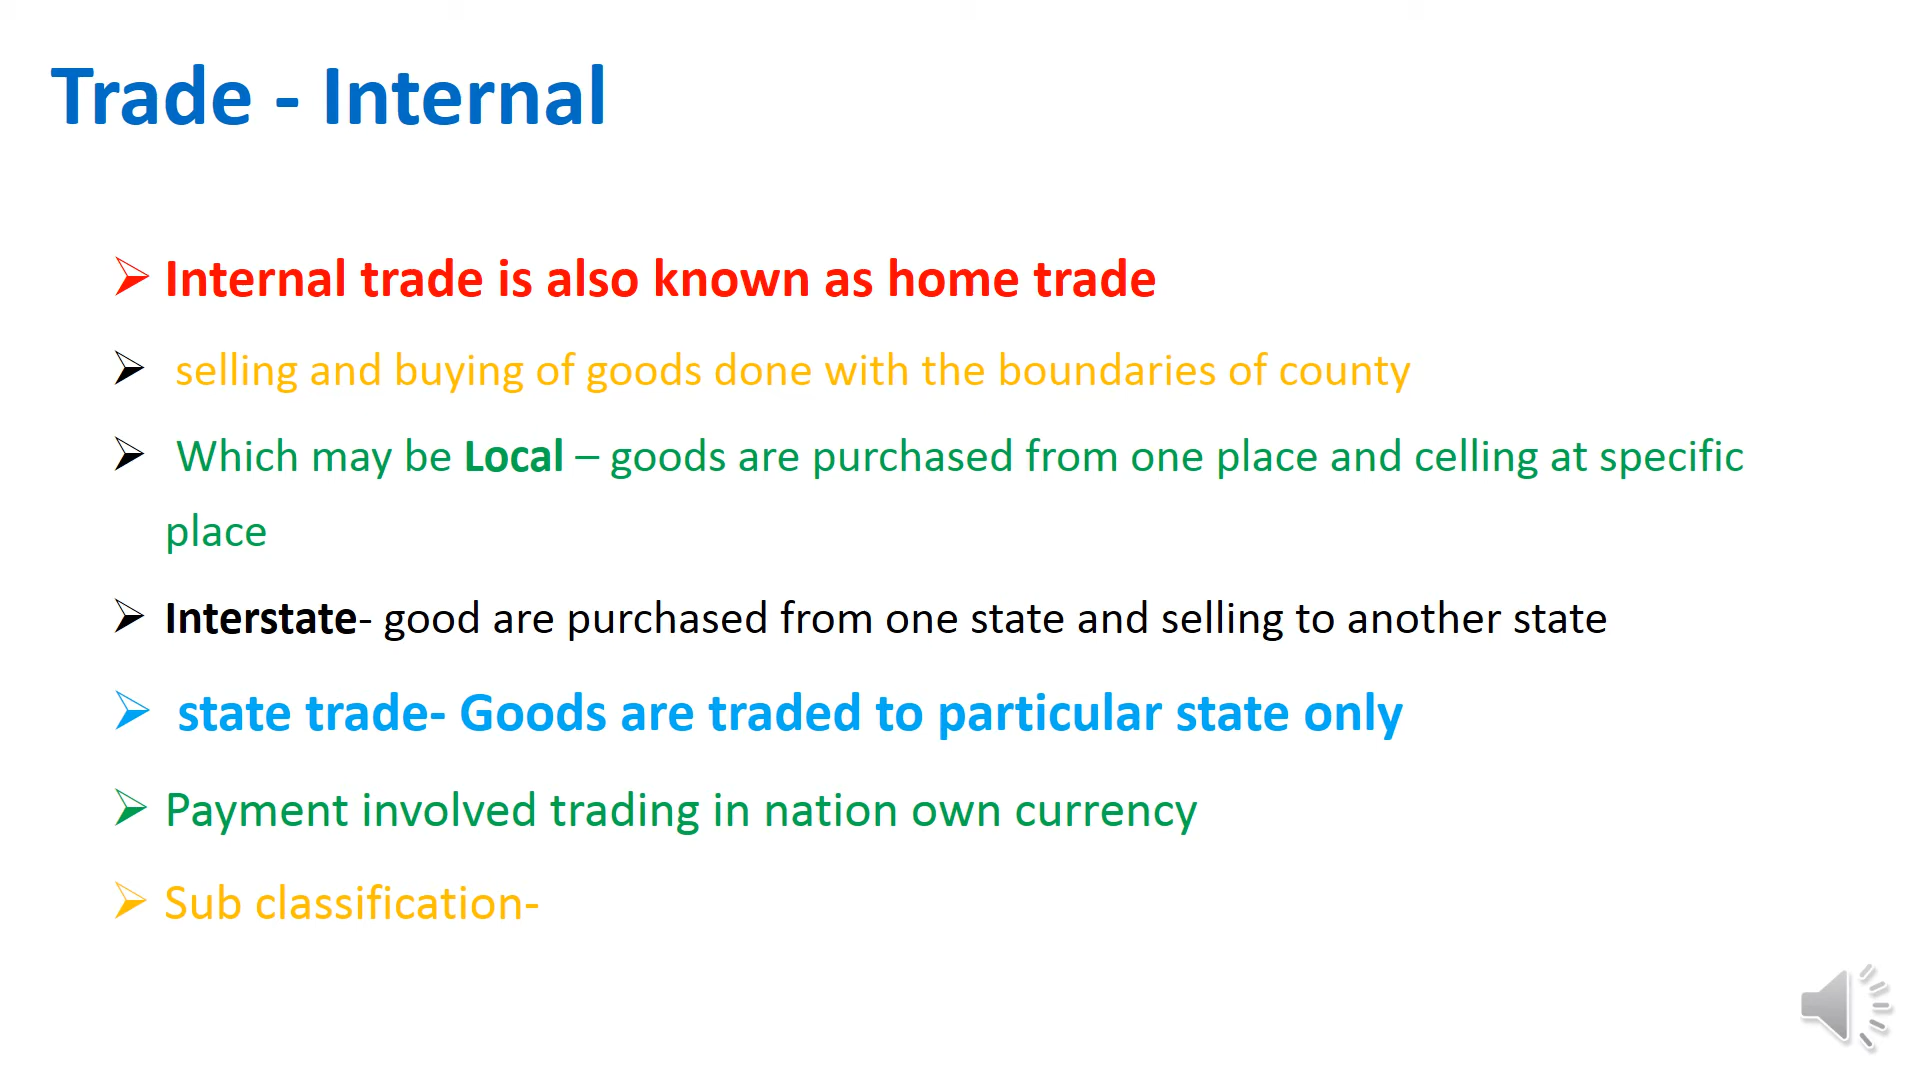 Trade - Internal
Internal trade is also known as home trade
selling and buying of goods done with the boundaries of county
Which may be Local – goods are purchased from one place and celling at specific
place
Interstate- good are purchased from one state and selling to another state
state trade- Goods are traded to particular state only
Payment involved trading in nation own currency
Sub classification-